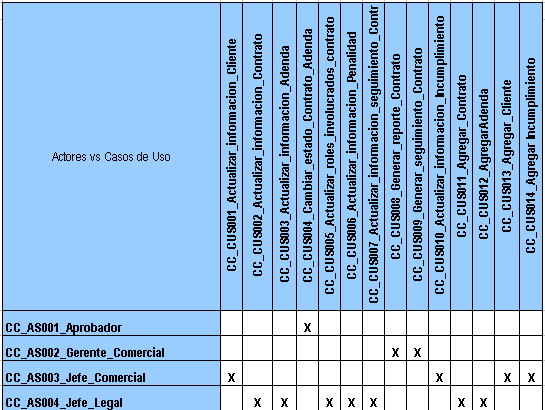 Actores vs Casos de Uso
CC_CUS001_Actualizar_informacion_Cliente
CC_CUS002_Actualizar_informacion_Contrato
CC_CUS003_Actualizar_informacion_Adenda
CC_CUS004_Cambiar_estado_Contrato_Adenda
CC_CUS005_Actualizar_roles_involucrados_contrato
CC_CUS006_Actualizar_informacion_Penalidad
CC_CUS007_Actualizar_informacion_seguimiento_Contr
CC_CUS008_Generar_reporte_Contrato
CC_CUS009_Generar_seguimiento_Contrato
CC_CUS010_Actualizar_informacion_Incumplimiento
CC_CUS011_Agregar_Contrato
CC_CUS012_AgregarAdenda
CC_CUS013_Agregar_Cliente
CC_CUS014_Agregar Incumplimiento
CC_AS001_Aprobador X
CC_AS002_Gerente_Comercial X X
CC_AS003_Jefe_Comercial X X X X
CC_AS004_Jefe_Legal X X X X X X X